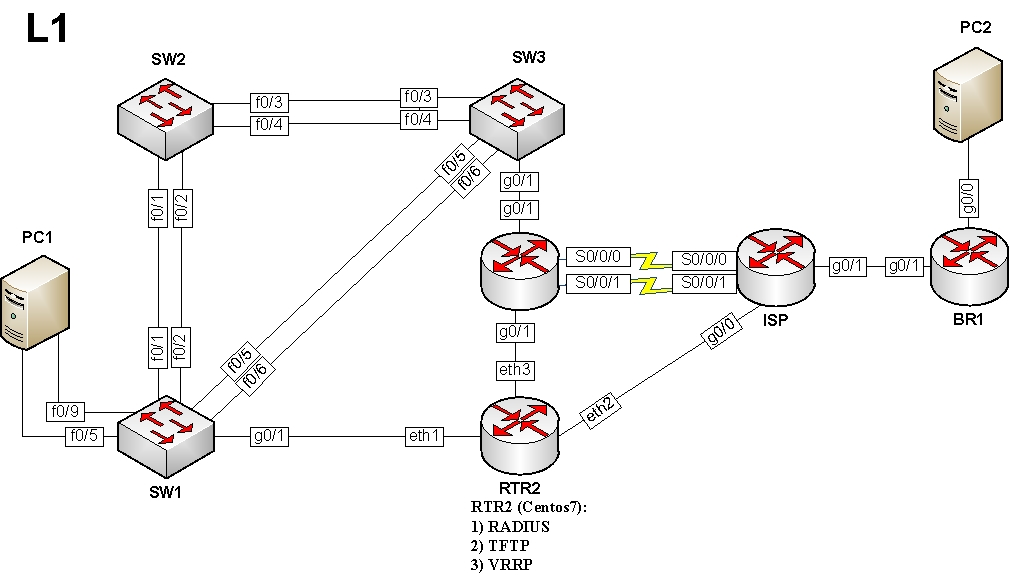 L1
PC2
SW2
SW3
f0/3
f0/3
f0/4
f0/4
f0/5
f0/6
g0/1
g0/0
f0/1
f0/2
g0/1
PC1
S0/0/0
S0/0/0
g0/1
g0/1
S0/0/1
S0/0/1
ISP
BR1
g0/1
g0/0
f0/1
f0/2
f0/5
f0/6
eth3
f0/9
eth2
f0/5
g0/1
eth1
SW1
RTR2
RTR2 (Centos7):
1) RADIUS
2) TFTP
3) VRRP